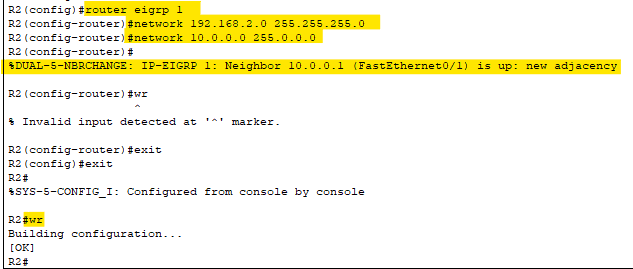 R2(config)#router eigrp 1
R2(config-router)#network 192.168.2.0 255.255.255.0
R2(config-router)#network 10.0.0.0 255.0.0.0
R2(config-router)#
%DUAL-5-NBRCHANGE: IP-EIGRP 1: Neighbor 10.0.0.1 (FastEthernet0/1) is up: new adjacency
R2(config-router)#wr
^
% Invalid input detected at '^' marker.
R2(config-router)#exit
R2(config)#exit
R2#
%SYS-5-CONFIG_I: Configured from console by console
R2#wr
Building configuration...
[OK]
R2#